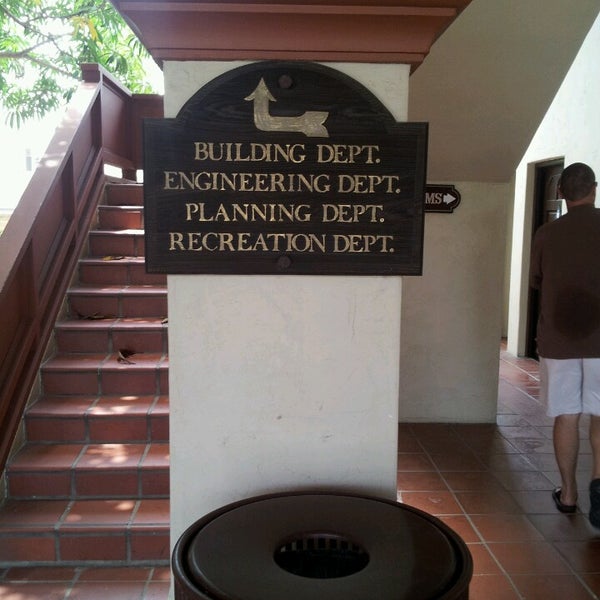 BUILDING DEPT.
ENGINEERING DEPT.
PLANNING DEPT.
RECREATION DEPT.